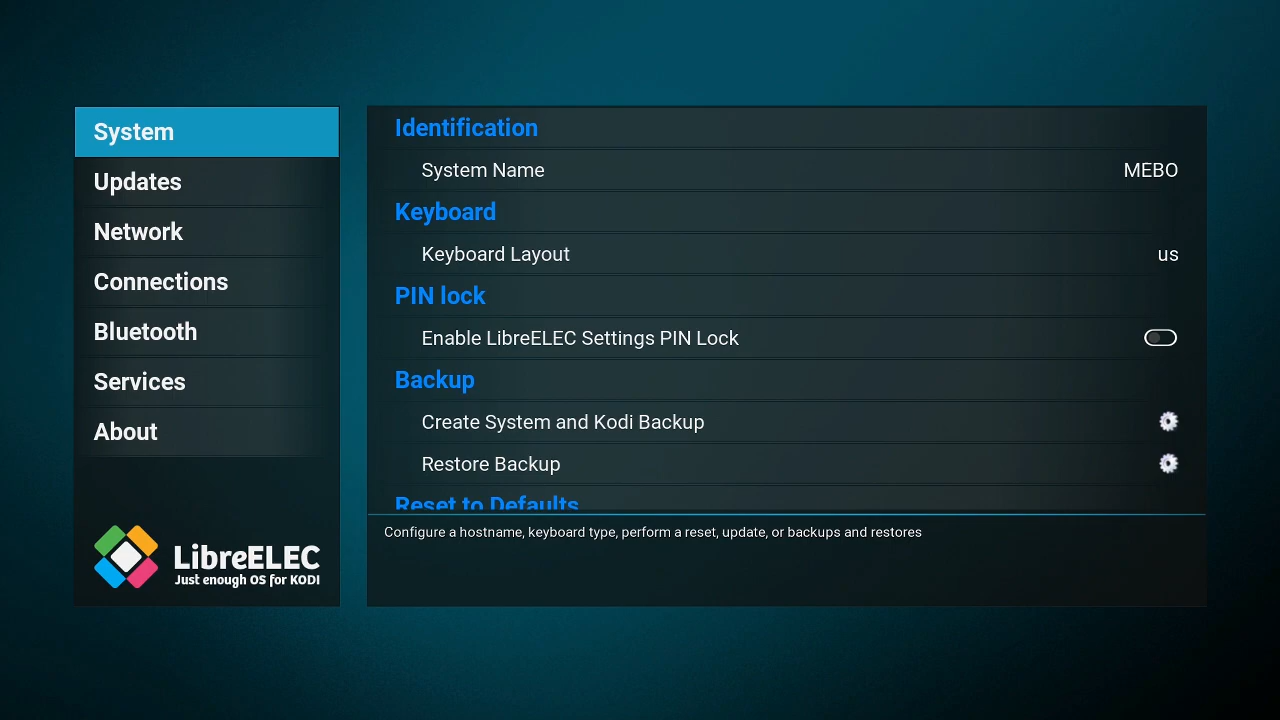 System
Updates
Network
Connections
Bluetooth
Services
About
LibreELEC
Just enough OS for KODI
Identification
System Name MEBO
Keyboard
Keyboard Layout us
PIN lock
Enable LibreELEC Settings PIN Lock
Backup
Create System and Kodi Backup
Restore Backup
Reset to Defaults
Configure a hostname, keyboard type, perform a reset, update, or backups and restores